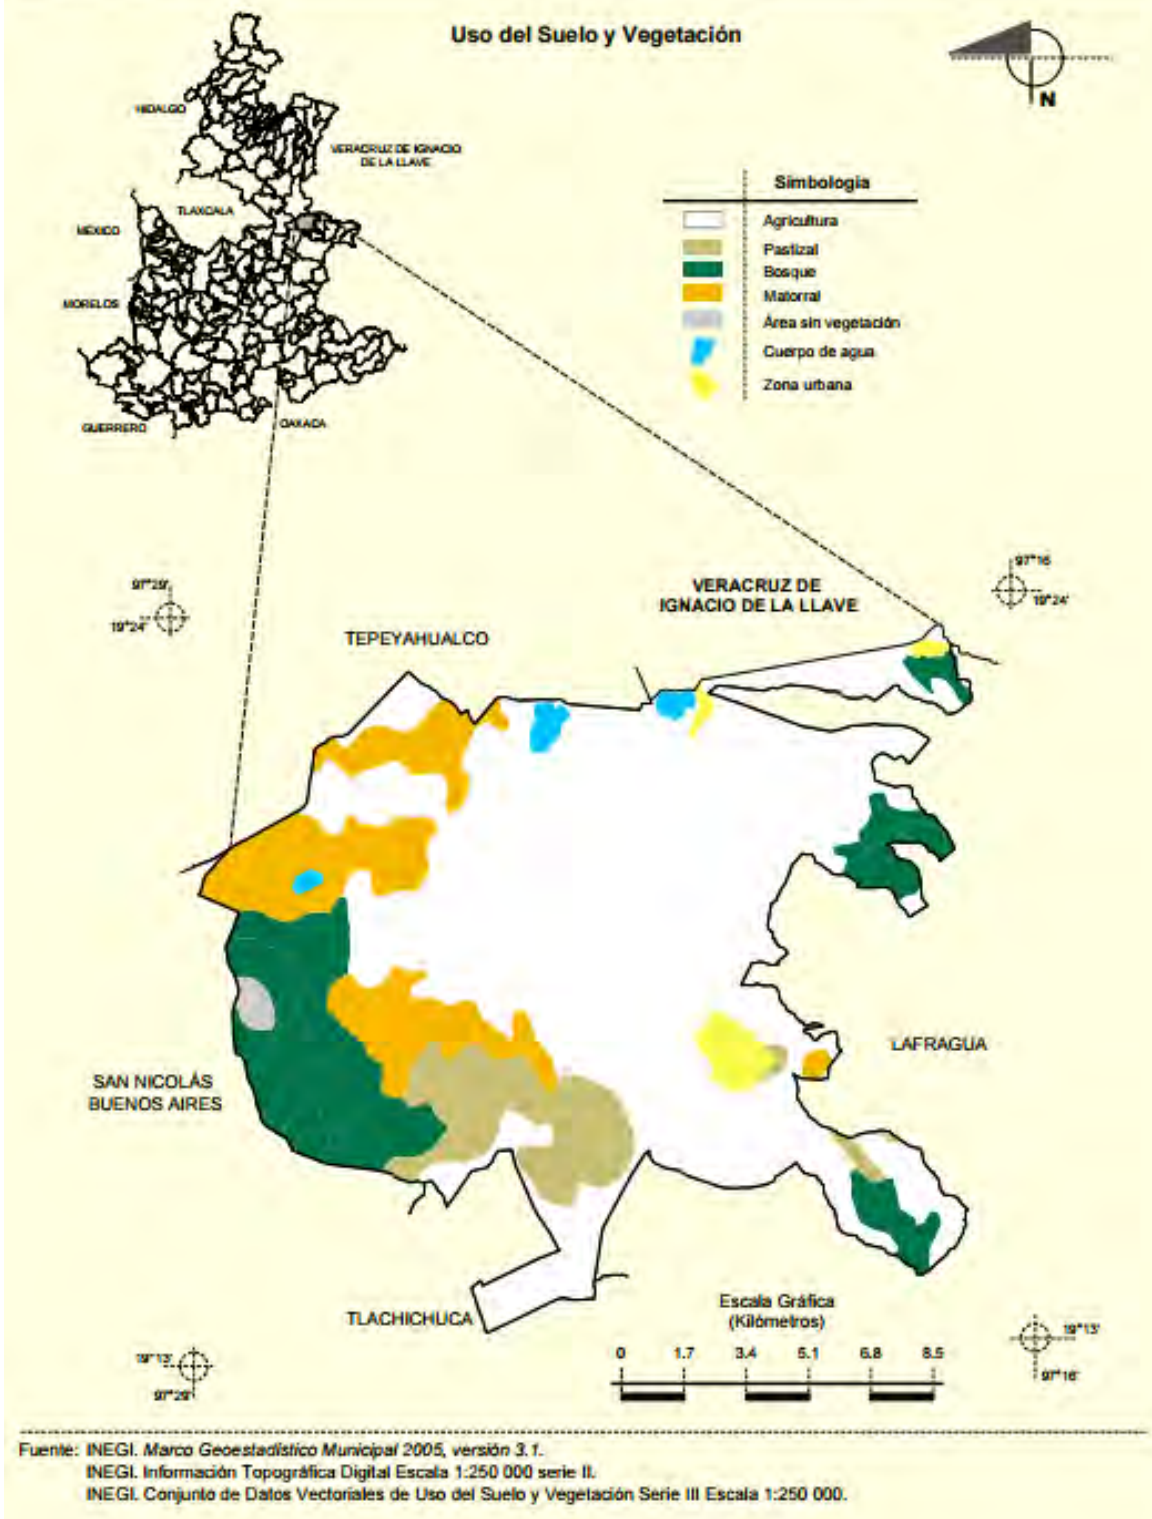 Uso del Suelo y Vegetación
N
HIDALGO
VERACRUZ DE IGNACIO
DE LA LLAVE
TLAXCALA
MÉXICO
MORELOS
GUERRERO
OAXACA
Simbología
Agricultura
Pastizal
Bosque
Matorral
Área sin vegetación
Cuerpo de agua
Zona urbana
97°29'
19°24'
97°16
19°24'
VERACRUZ DE
IGNACIO DE LA LLAVE
TEPEYAHUALCO
LAFRAGUA
SAN NICOLÁS
BUENOS AIRES
TLACHICHUCA
Escala Gráfica
(Kilómetros)
0 1.7 3.4 5.1 6.8 8.5
19°13'
97°29'
19°13'
97°16'
Fuente: INEGI. Marco Geoestadístico Municipal 2005, versión 3.1.
INEGI. Información Topográfica Digital Escala 1:250 000 serie II.
INEGI. Conjunto de Datos Vectoriales de Uso del Suelo y Vegetación Serie III Escala 1:250 000.